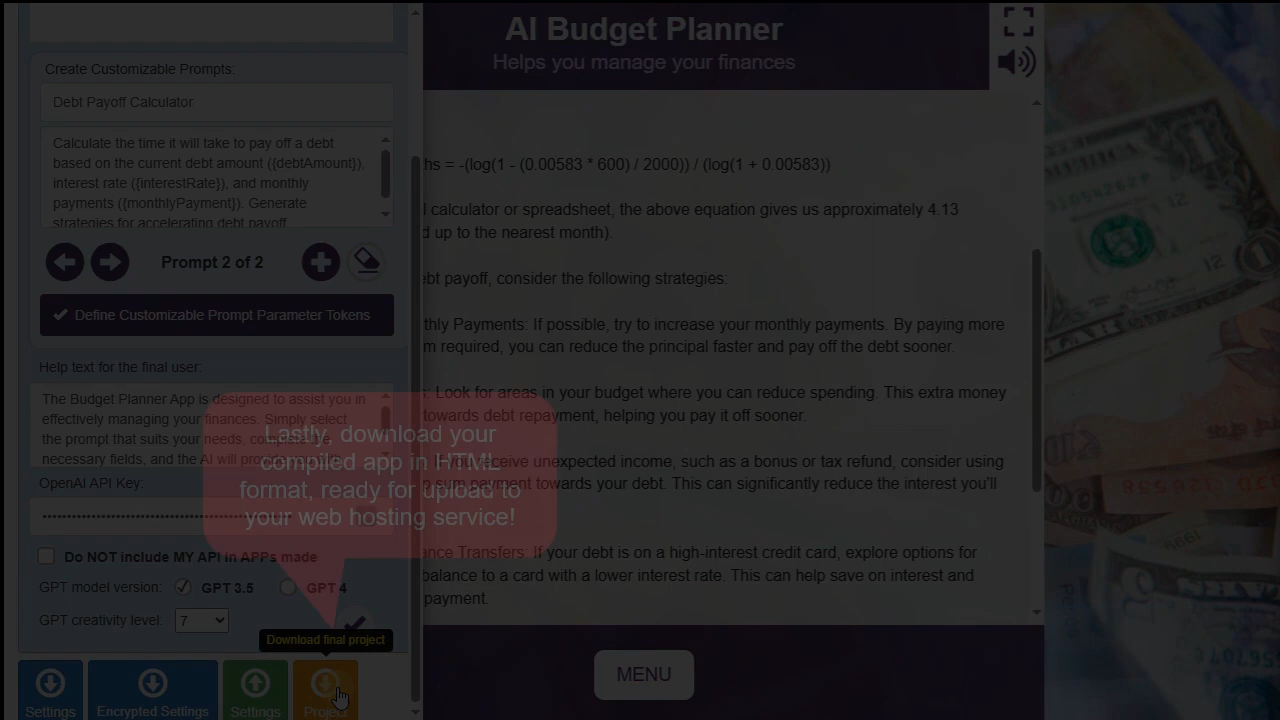 AI Budget Planner
Helps you manage your finances
Create Customizable Prompts:
Debt Payoff Calculator
Calculate the time it will take to pay off a debt
based on the current debt amount ({debtAmount}),
interest rate ({interestRate}), and monthly
payments ({monthlyPayment}). Generate
strategies for accelerating debt payoff
Prompt 2 of 2
Define Customizable Prompt Parameter Tokens
Help text for the final user:
The Budget Planner App is designed to assist you in
effectively managing your finances. Simply select
the prompt that suits your needs,
necessary fields, and the AI will
OpenAI API Key:
Do NOT include MY API in APPs made
GPT model version: GPT 3.5 GPT 4
GPT creativity level: 7
Download final project
Settings Encrypted Settings Settings Project
Lastly, download your
compiled app in HTML
format, ready for upload to
your web hosting service!
hs = -(log(1 - (0.00583 * 600) / 2000)) / (log(1 + 0.00583))
l calculator or spreadsheet, the above equation gives us approximately 4.13
d up to the nearest month).
ebt payoff, consider the following strategies:
thly Payments: If possible, try to increase your monthly payments. By paying more
m required, you can reduce the principal faster and pay off the debt sooner.
s: Look for areas in your budget where you can reduce spending. This extra money
towards debt repayment, helping you pay it off sooner.
If you receive unexpected income, such as a bonus or tax refund, consider using
p sum payment towards your debt. This can significantly reduce the interest you'll
ance Transfers: If your debt is on a high-interest credit card, explore options for
balance to a card with a lower interest rate. This can help save on interest and
payment.
MENU